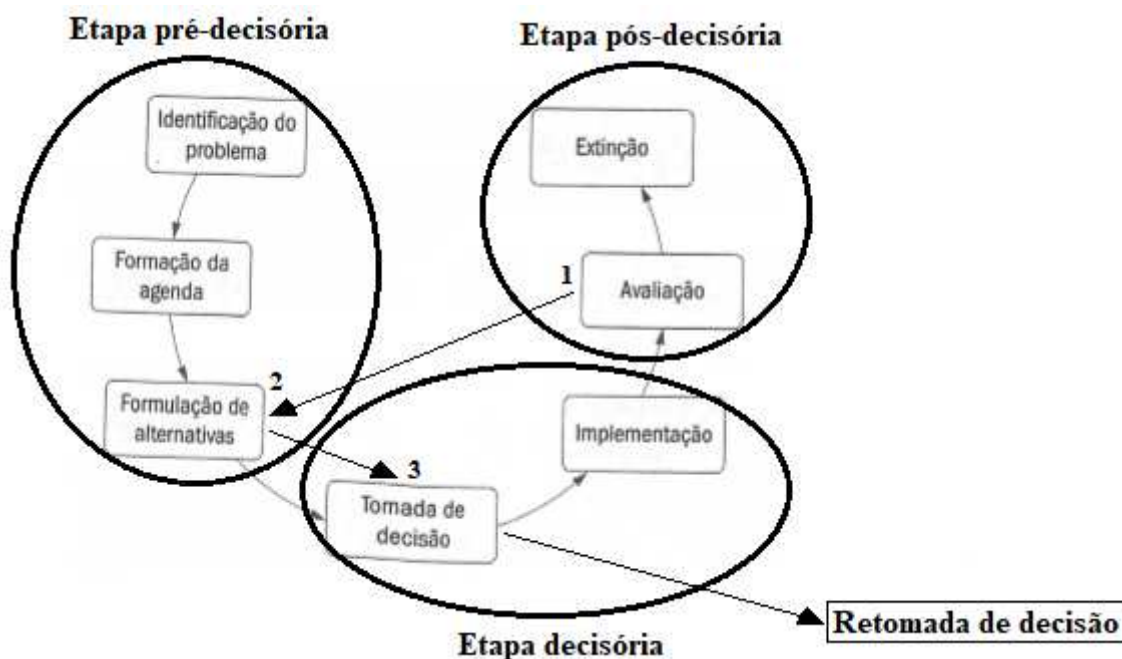 Etapa pré-decisória
Identificação do
problema
Formação da
agenda
2
Formulação de
alternativas
Etapa pós-decisória
Extinção
1
Avaliação
Implementação
3
Tomada de
decisão
Etapa decisória
Retomada de decisão